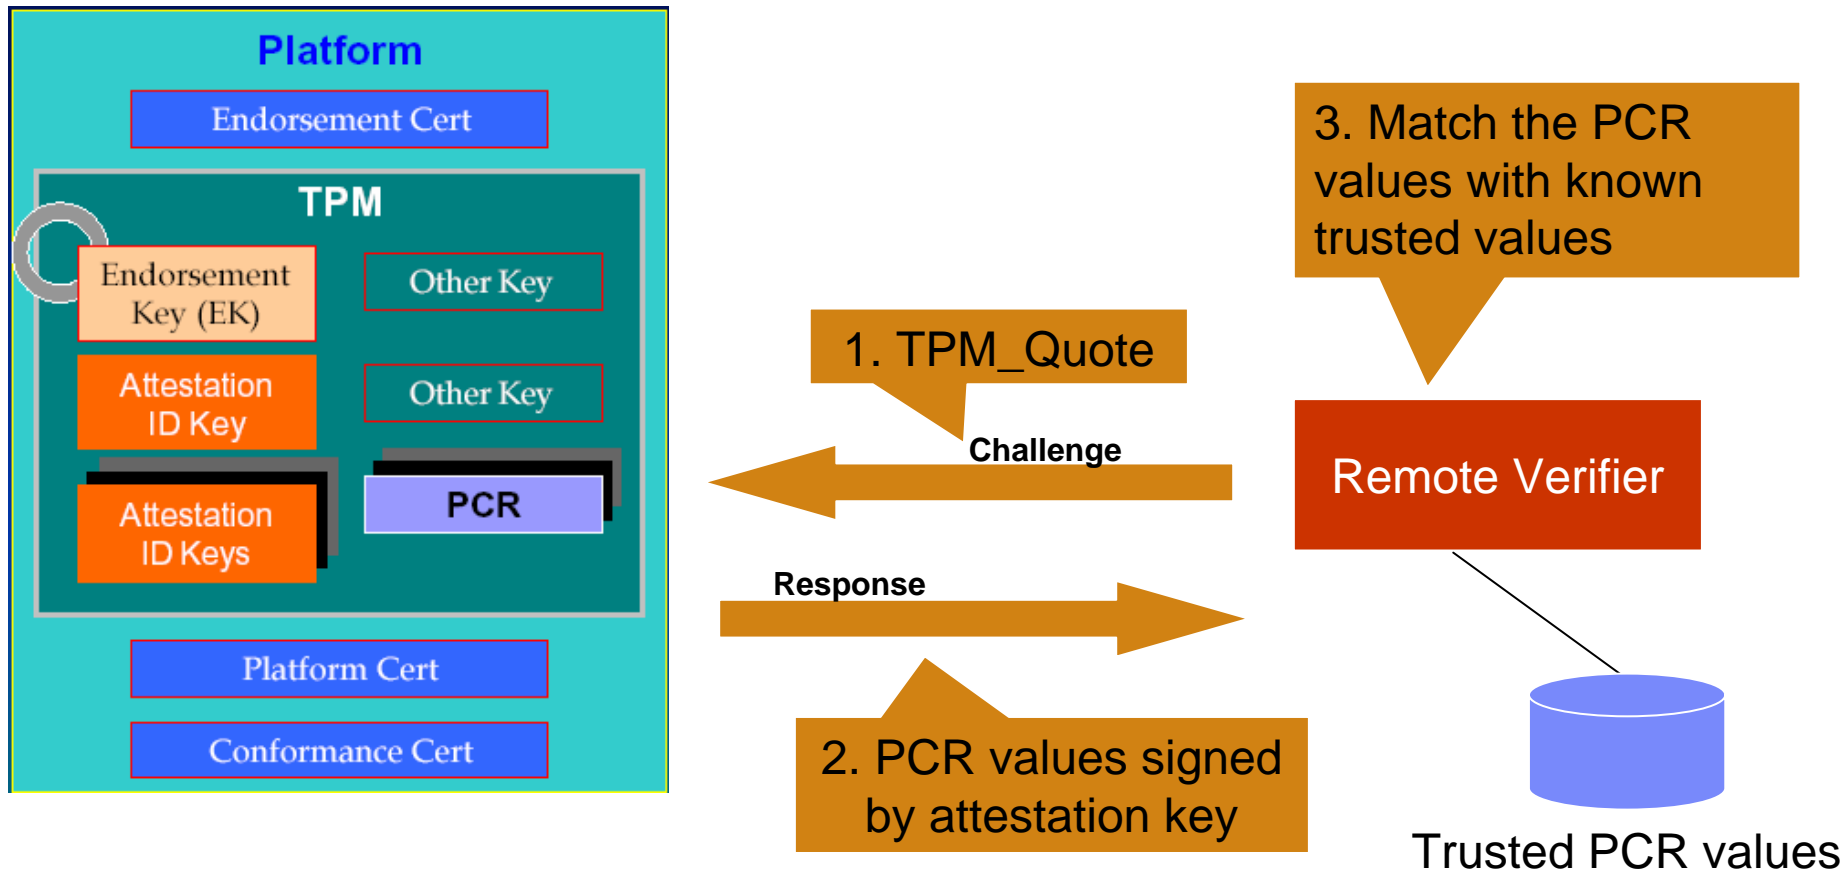 Platform
Endorsement Cert
TPM
Endorsement
Key (EK)
Other Key
Attestation
ID Key
Other Key
Attestation
ID Keys
PCR
Platform Cert
Conformance Cert
1. TPM_Quote
Challenge
Response
2. PCR values signed
by attestation key
3. Match the PCR
values with known
trusted values
Remote Verifier
Trusted PCR values